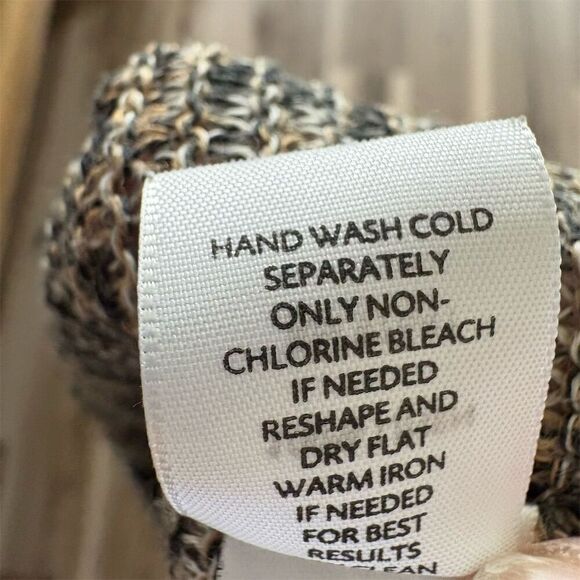 HAND WASH COLD
SEPARATELY
ONLY NON-
CHLORINE BLEACH
IF NEEDED
RESHAPE AND
DRY FLAT
WARM IRON
IF NEEDED
FOR BEST
RESULTS